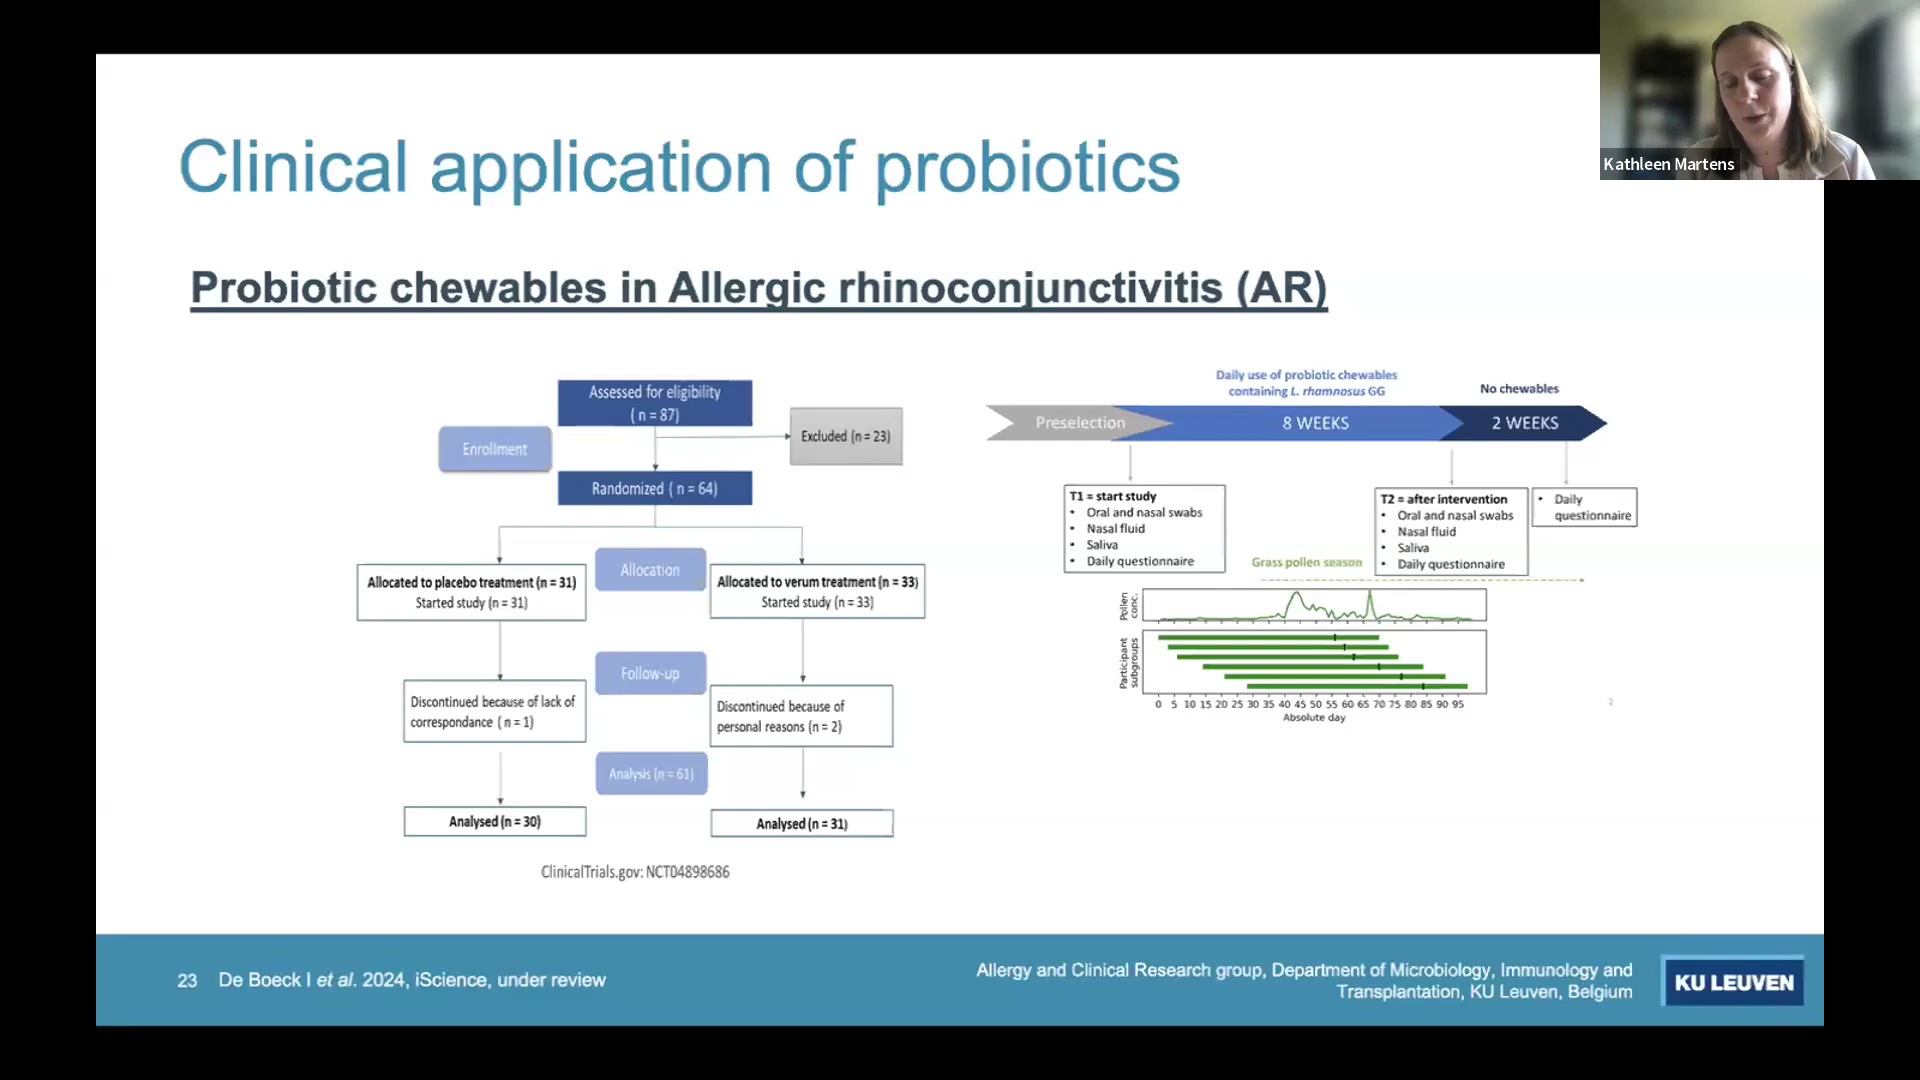 Kathleen Martens
Clinical application of probiotics
Probiotic chewables in Allergic rhinoconjunctivitis (AR)
Assessed for eligibility
( n = 87)
Excluded (n = 23)
Enrollment
Randomized ( n = 64)
Allocation
Allocated to placebo treatment (n = 31)
Started study (n = 31)
Allocated to verum treatment (n = 33)
Started study (n = 33)
Follow-up
Discontinued because of lack of
correspondance ( n = 1)
Discontinued because of
personal reasons (n = 2)
Analysis (n = 61)
Analysed (n = 30)
Analysed (n = 31)
ClinicalTrials.gov: NCT04898686
Daily use of probiotic chewables
containing L. rhamnosus GG
No chewables
Preselection
8 WEEKS
2 WEEKS
T1 = start study
• Oral and nasal swabs
• Nasal fluid
• Saliva
• Daily questionnaire
T2 = after intervention
• Oral and nasal swabs
• Nasal fluid
• Saliva
• Daily questionnaire
• Daily
questionnaire
Grass pollen season
Pollen
conc.
Participant
subgroups
0 5 10 15 20 25 30 35 40 45 50 55 60 65 70 75 80 85 90 95
Absolute day
2
23 De Boeck I et al. 2024, iScience, under review
Allergy and Clinical Research group, Department of Microbiology, Immunology and
Transplantation, KU Leuven, Belgium
KU LEUVEN